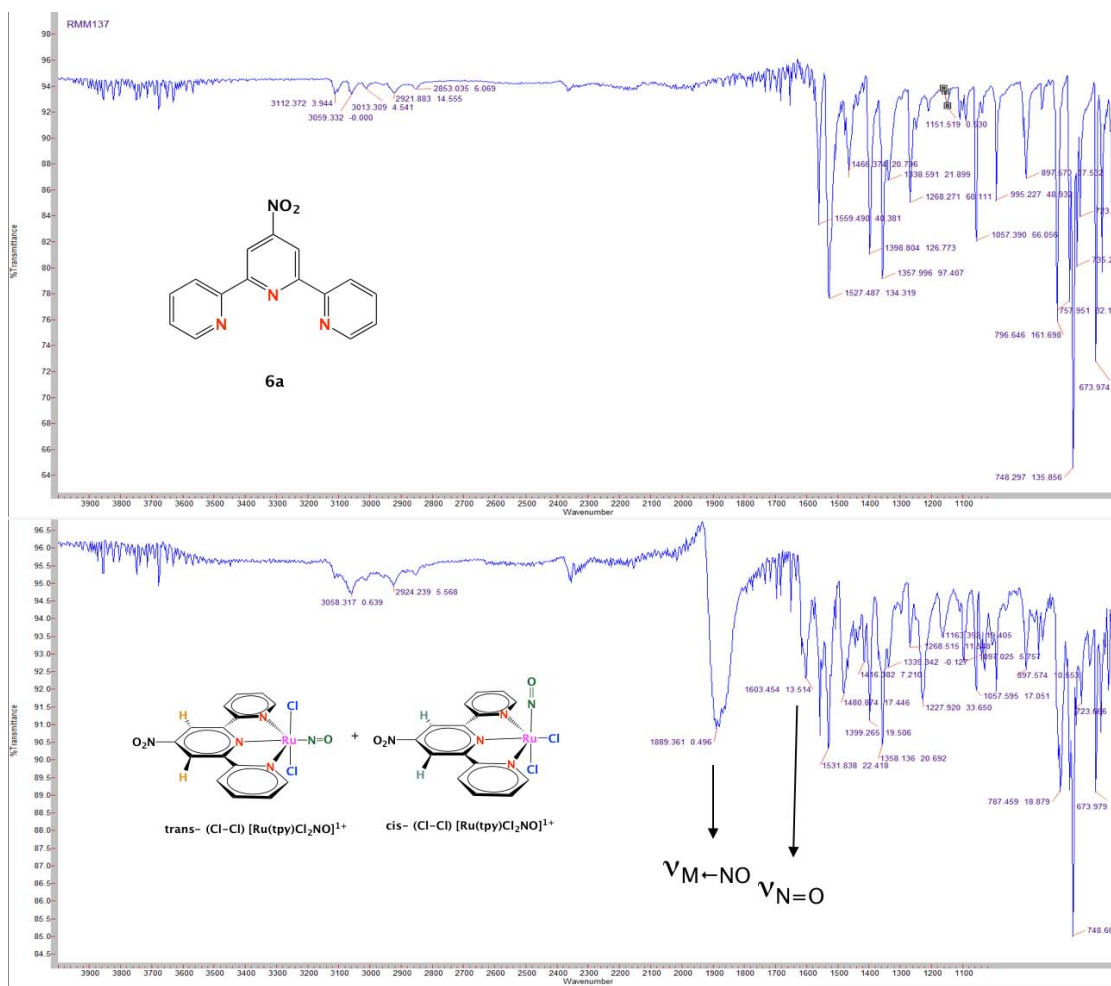 RMM137
98
96
94
92
90
88
86
84
82
80
78
76
74
72
70
68
66
64
%Transmittance
3112.372 3.944
3059.332 -0.000
3013.309 4.541
2921.883 14.555
2853.035 6.069
1559.490 40.381
1527.487 134.319
1466.374 20.796
1398.804 126.773
1357.996 97.407
1338.591 21.899
1268.271 60.111
1151.519 0.530
1057.390 66.056
995.227 48.932
796.646 161.698
748.297 135.856
673.974
723.
735.2
NO₂
N
N
N
6a
3900 3800 3700 3600 3500 3400 3300 3200 3100 3000 2900 2800 2700 2600 2500 2400 2300 2200 2100 2000 1900 1800 1700 1600 1500 1400 1300 1200 1100
Wavenumber
96.5
96.0
95.5
95.0
94.5
94.0
93.5
93.0
92.5
92.0
91.5
91.0
90.5
90.0
89.5
89.0
88.5
88.0
87.5
87.0
86.5
86.0
85.5
85.0
84.5
%Transmittance
3058.317 0.639
2924.239 5.568
1889.361 0.496
1603.454 13.514
1531.838 22.418
1480.874 17.446
1416.382 7.210
1399.265 19.506
1358.136 20.692
1339.342 -0.127
1268.515
1227.920 33.650
1097.025 5.757
1057.595 17.051
787.459 18.879
673.979
H
O₂N
H
N
N
N
Cl
Ru
N=O
Cl
+
H
O₂N
H
N
N
N
O
N
Ru
Cl
Cl
trans- (Cl-Cl) [Ru(tpy)Cl₂NO]¹⁺
cis- (Cl-Cl) [Ru(tpy)Cl₂NO]¹⁺
νM←NO
νN=O
3900 3800 3700 3600 3500 3400 3300 3200 3100 3000 2900 2800 2700 2600 2500 2400 2300 2200 2100 2000 1900 1800 1700 1600 1500 1400 1300 1200 1100
Wavenumber